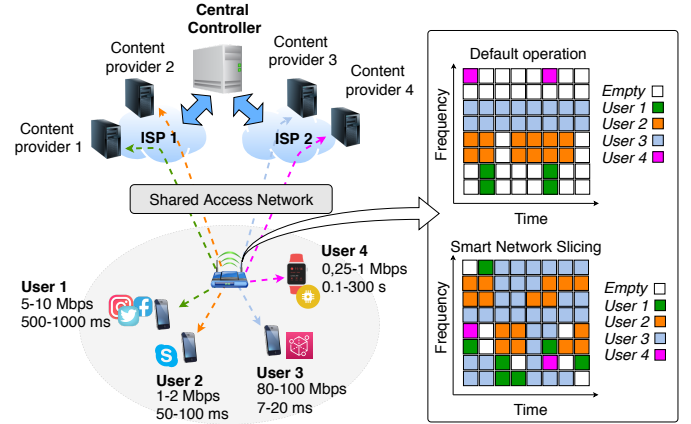 Central
Controller
Content
provider 2
Content
provider 3
Content
provider 4
Content
provider 1
ISP 1
ISP 2
Shared Access Network
User 4
0,25-1 Mbps
0.1-300 s
User 1
5-10 Mbps
500-1000 ms
User 2
1-2 Mbps
50-100 ms
User 3
80-100 Mbps
7-20 ms
Default operation
Frequency
Time
Empty
User 1
User 2
User 3
User 4
Smart Network Slicing
Frequency
Time
Empty
User 1
User 2
User 3
User 4